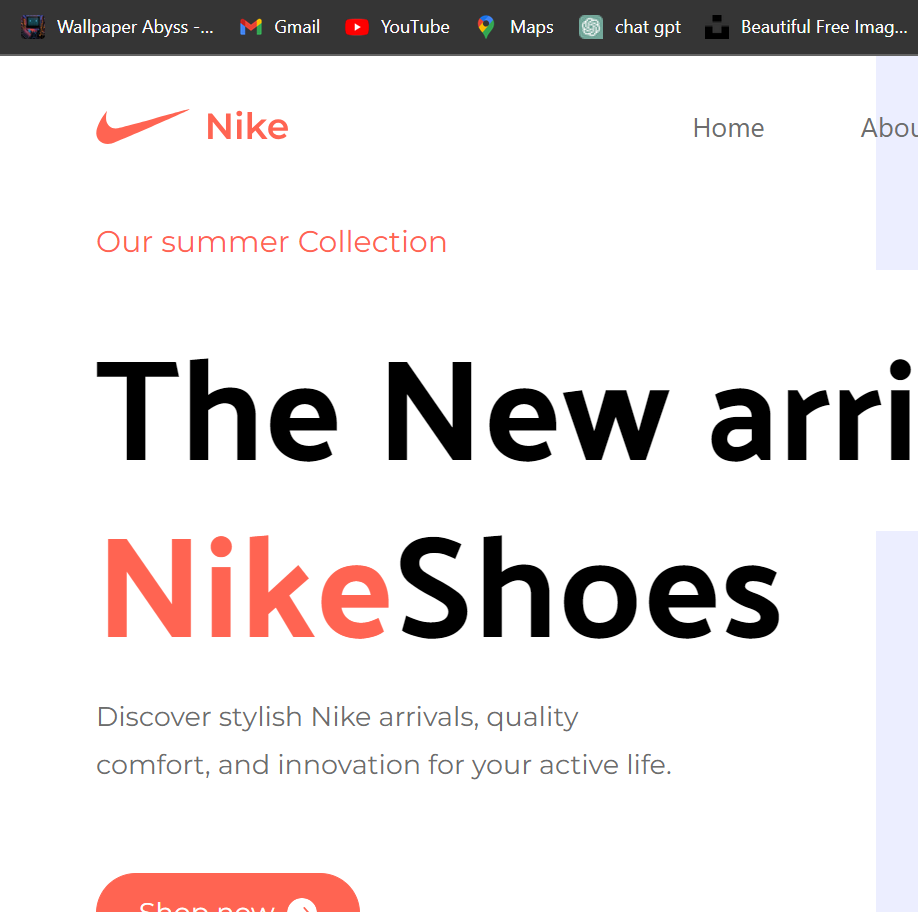 Wallpaper Abyss -... Gmail YouTube Maps chat gpt Beautiful Free Imag...
Nike Home Abou
Our summer Collection
The New arri
NikeShoes
Discover stylish Nike arrivals, quality
comfort, and innovation for your active life.
Shop now